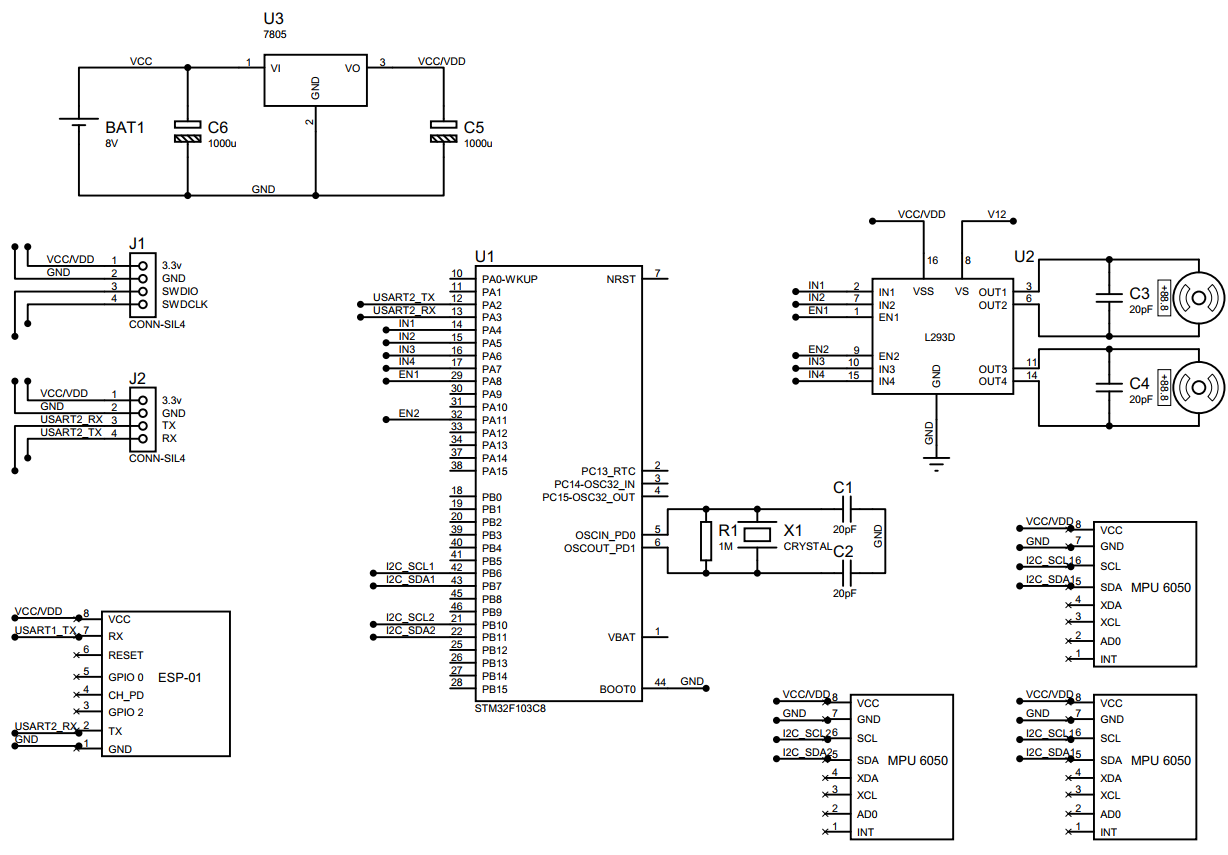 U3
7805
VCC
1
VI
VO
3
VCC/VDD
GND
2
BAT1
8V
C6
1000u
C5
1000u
GND
J1
VCC/VDD 1 3.3v
GND 2 GND
3 SWDIO
4 SWDCLK
CONN-SIL4
J2
VCC/VDD 1 3.3v
GND 2 GND
USART2_RX 3 TX
USART2_TX 4 RX
CONN-SIL4
VCC/VDD 8 VCC
USART1_TX 7 RX
6 RESET
5 GPIO 0
ESP-01
4 CH_PD
3 GPIO 2
USART2_RX 2 TX
GND 1 GND
U1
10 PA0-WKUP
11 PA1
USART2_TX 12 PA2
USART2_RX 13 PA3
IN1 14 PA4
IN2 15 PA5
IN3 16 PA6
IN4 17 PA7
EN1 29 PA8
30 PA9
31 PA10
EN2 32 PA11
33 PA12
34 PA13
37 PA14
38 PA15
18 PB0
19 PB1
20 PB2
39 PB3
40 PB4
41 PB5
I2C_SCL1 42 PB6
I2C_SDA1 43 PB7
45 PB8
46 PB9
I2C_SCL2 21 PB10
I2C_SDA2 22 PB11
25 PB12
26 PB13
27 PB14
28 PB15
NRST 7
PC13_RTC 2
PC14-OSC32_IN 3
PC15-OSC32_OUT 4
OSCIN_PD0 5
OSCOUT_PD1 6
VBAT 1
BOOT0 44 GND
STM32F103C8
R1
1M
X1
CRYSTAL
C1
20pF
C2
20pF
GND
VCC/VDD
V12
16
8
U2
IN1 2 IN1
IN2 7 IN2
EN1 1 EN1
EN2 9 EN2
IN3 10 IN3
IN4 15 IN4
VSS
VS
L293D
GND
GND
OUT1 3
OUT2 6
OUT3 11
OUT4 14
C3
20pF
+88.8
C4
20pF
+88.8
VCC/VDD 8 VCC
GND 7 GND
I2C_SCL1 6 SCL
I2C_SDA1 5 SDA
MPU 6050
4 XDA
3 XCL
2 AD0
1 INT
VCC/VDD 8 VCC
GND 7 GND
I2C_SCL2 6 SCL
I2C_SDA2 5 SDA
MPU 6050
4 XDA
3 XCL
2 AD0
1 INT
VCC/VDD 8 VCC
GND 7 GND
I2C_SCL1 6 SCL
I2C_SDA1 5 SDA
MPU 6050
4 XDA
3 XCL
2 AD0
1 INT